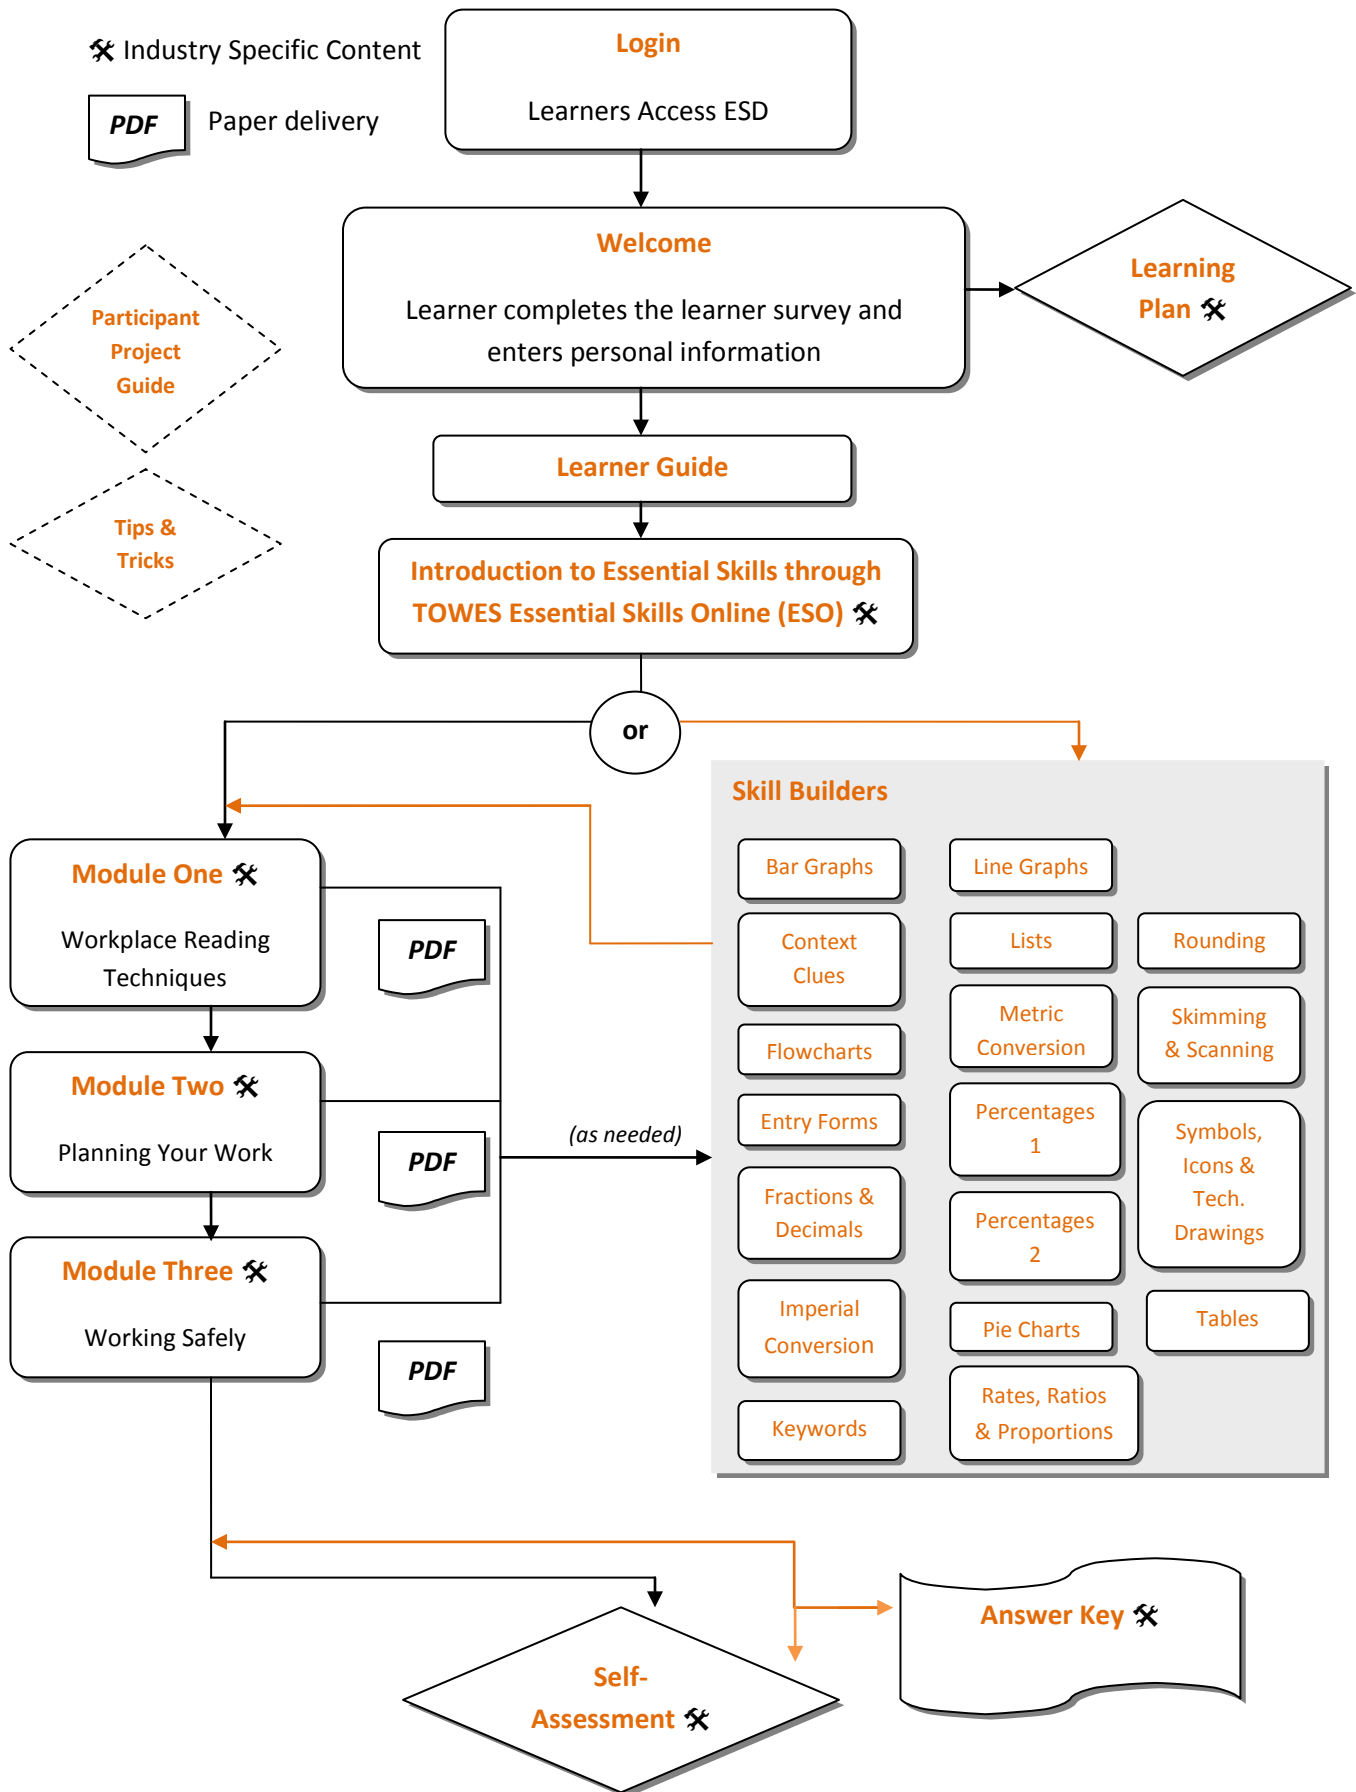 🛠 Industry Specific Content
PDF
Paper delivery
Login
Learners Access ESD
Welcome
Learner completes the learner survey and
enters personal information
Learning
Plan 🛠
Participant
Project
Guide
Tips &
Tricks
Learner Guide
Introduction to Essential Skills through
TOWES Essential Skills Online (ESO) 🛠
or
Module One 🛠
Workplace Reading
Techniques
PDF
Module Two 🛠
Planning Your Work
PDF
Module Three 🛠
Working Safely
PDF
(as needed)
Skill Builders
Bar Graphs
Context
Clues
Flowcharts
Entry Forms
Fractions &
Decimals
Imperial
Conversion
Keywords
Line Graphs
Lists
Metric
Conversion
Percentages
1
Percentages
2
Pie Charts
Rates, Ratios
& Proportions
Rounding
Skimming
& Scanning
Symbols,
Icons &
Tech.
Drawings
Tables
Answer Key 🛠
Self-
Assessment 🛠